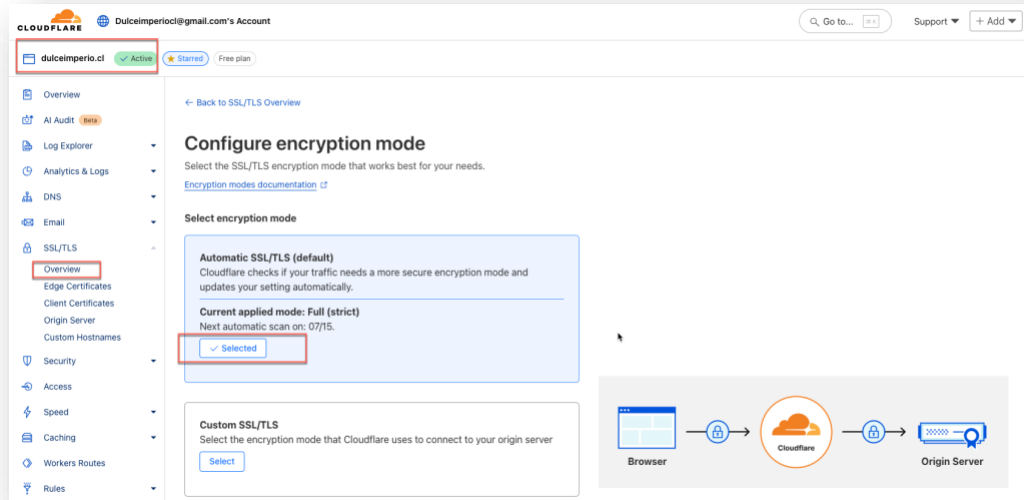 CLOUDFLARE
Dulceimperiocl@gmail.com's Account
Go to...
⌘K
Support
+ Add
dulceimperio.cl
Active
Starred
Free plan
Overview
AI Audit
Beta
Log Explorer
Analytics & Logs
DNS
Email
SSL/TLS
Overview
Edge Certificates
Client Certificates
Origin Server
Custom Hostnames
Security
Access
Speed
Caching
Workers Routes
Rules
← Back to SSL/TLS Overview
Configure encryption mode
Select the SSL/TLS encryption mode that works best for your needs.
Encryption modes documentation
Select encryption mode
Automatic SSL/TLS (default)
Cloudflare checks if your traffic needs a more secure encryption mode and
updates your setting automatically.
Current applied mode: Full (strict)
Next automatic scan on: 07/15.
Selected
Custom SSL/TLS
Select the encryption mode that Cloudflare uses to connect to your origin server
Select
Browser
Cloudflare
Origin Server